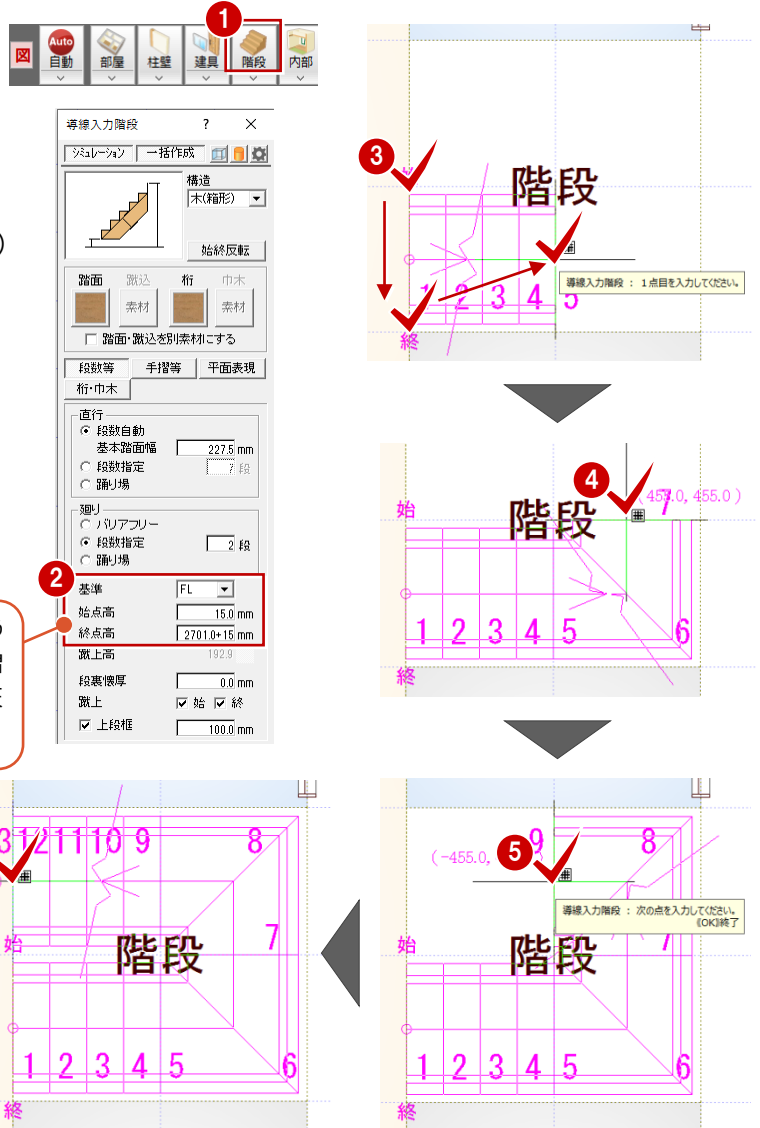 1
図
Auto
自動
部屋
柱壁
建具
階段
内部
導線入力階段 ? ×
シミュレーション 一括作成
構造
木(箱形)
始終反転
踏面 蹴込 桁 巾木
素材 素材
踏面・蹴込を別素材にする
段数等 手摺等 平面表現
桁・巾木
直行
段数自動
基本踏面幅 227.5 mm
段数指定 7 段
踊り場
廻り
バリアフリー
段数指定 2 段
踊り場
2
基準 FL
始点高 15.0 mm
終点高 2701.0+15 mm
蹴上高 192.9
段裏懐厚 0.0 mm
蹴上 始 終
上段框 100.0 mm
3
階段
1 2 3 4 5
終
導線入力階段 : 1点目を入力してください。
4
(455.0, 455.0)
7
始
階段
1 2 3 4 5 6
終
5
9 8
(-455.0,
導線入力階段 : 次の点を入力してください。
《OK》終了
始
階段
7
1 2 3 4 5 6
終
3 12 11 10 9 8
始
階段
7
1 2 3 4 5 6
終